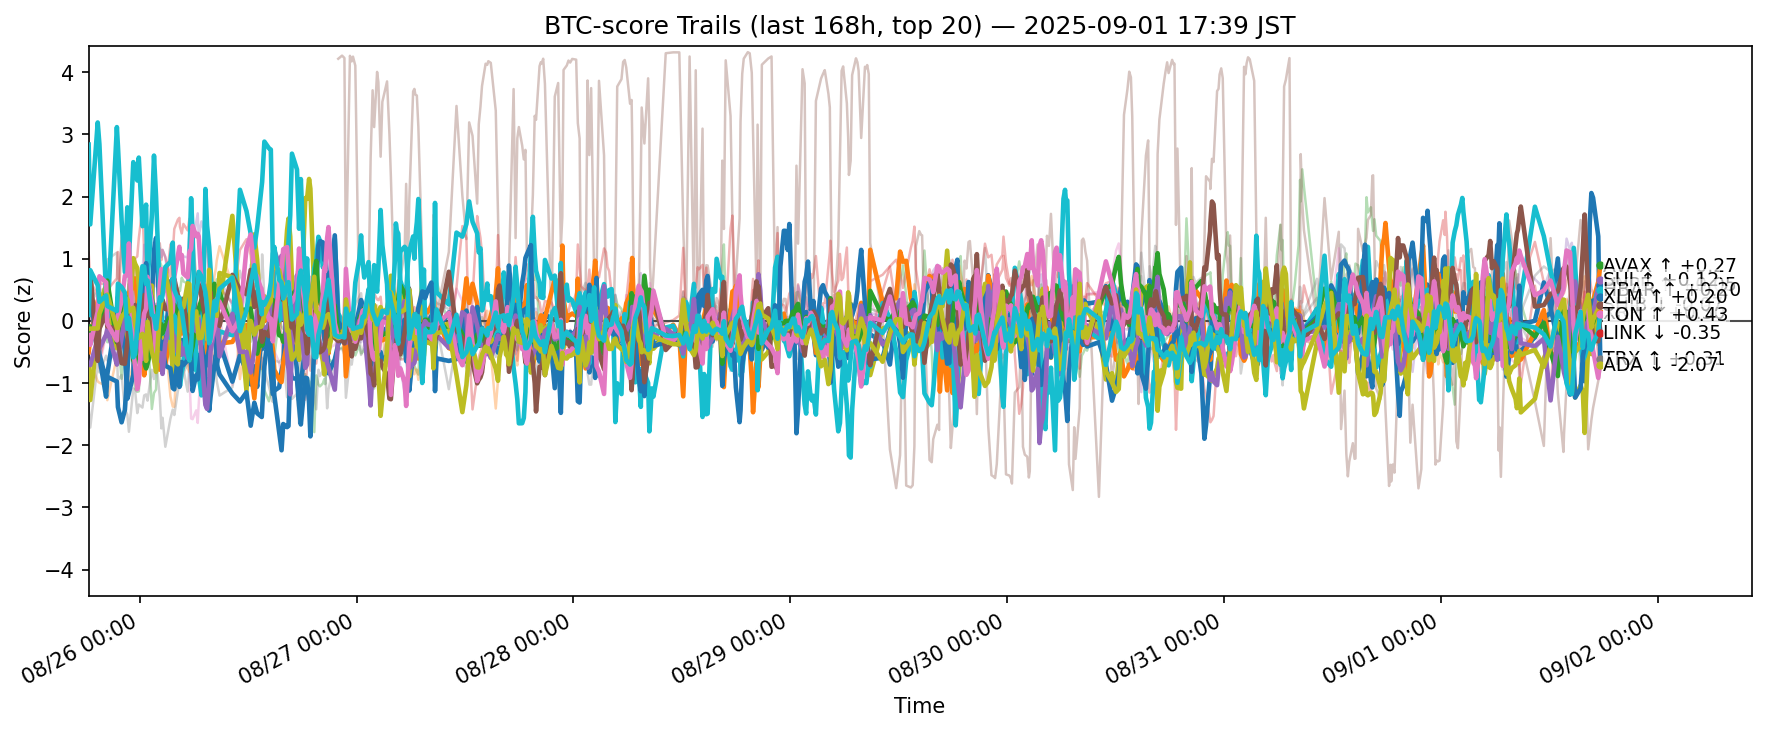 BTC-score Trails (last 168h, top 20) — 2025-09-01 17:39 JST
Score (z)
4
3
2
1
0
−1
−2
−3
−4
AVAX ↑ +0.27
XLM ↑ +0.20
TON ↑ +0.43
LINK ↓ -0.35
ADA ↓ -2.07
08/26 00:00
08/27 00:00
08/28 00:00
08/29 00:00
08/30 00:00
08/31 00:00
09/01 00:00
09/02 00:00
Time